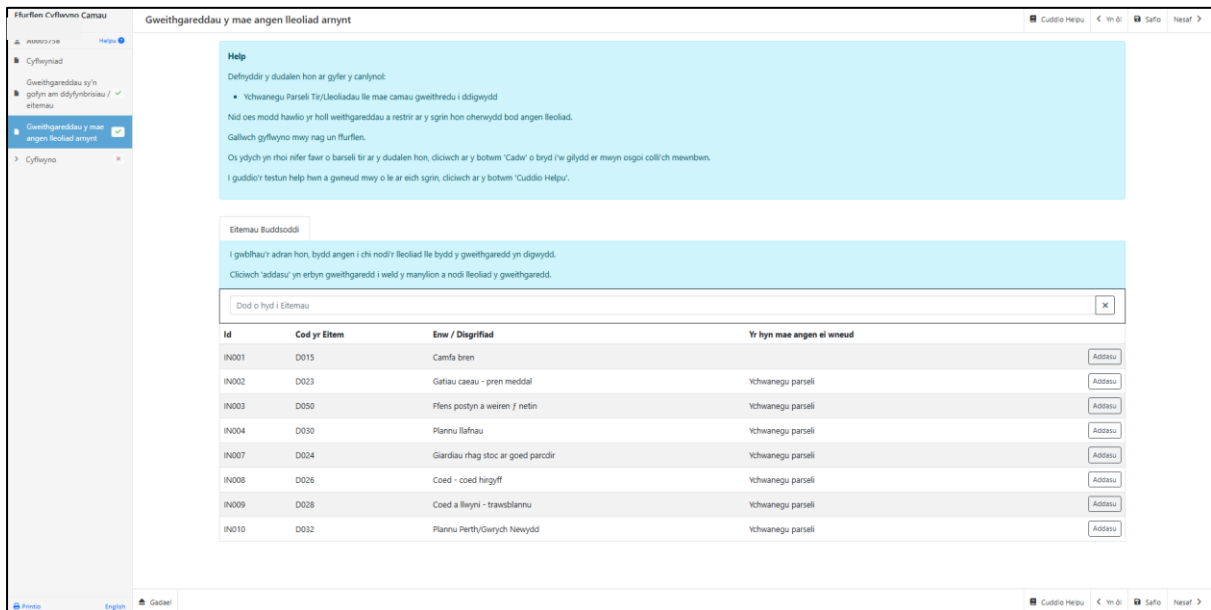 Ffurflen Cyflwyno Camau
Gweithgareddau y mae angen lleoliad arnynt
Cuddio Helpu
Yn ôl
Safio
Nesaf
A0005758
Helpu
Cyflwyniad
Gweithgareddau sy'n
gofyn am ddyfynbrisiau /
eitemau
Gweithgareddau y mae
angen lleoliad arnynt
Cyflwyno
Help
Defnyddir y dudalen hon ar gyfer y canlynol:
• Ychwanegu Parseli Tir/Lleoliadau lle mae camau gweithredu i ddigwydd
Nid oes modd hawlio yr holl weithgareddau a restrir ar y sgrin hon oherwydd bod angen lleoliad.
Gallwch gyflwyno mwy nag un ffurflen.
Os ydych yn rhoi nifer fawr o barseli tir ar y dudalen hon, cliciwch ar y botwm 'Cadw' o bryd i'w gilydd er mwyn osgoi colli'ch mewnbwn.
I guddio'r testun help hwn a gwneud mwy o le ar eich sgrin, cliciwch ar y botwm 'Cuddio Helpu'.
Eitemau Buddsoddi
I gwblhau'r adran hon, bydd angen i chi nodi'r lleoliad lle bydd y gweithgaredd yn digwydd.
Cliciwch 'addasu' yn erbyn gweithgaredd i weld y manylion a nodi lleoliad y gweithgaredd.
Dod o hyd i Eitemau
Id Cod yr Eitem Enw / Disgrifiad Yr hyn mae angen ei wneud
IN001 D015 Camfa bren Addasu
IN002 D023 Gatiau caeau - pren meddal Ychwanegu parseli Addasu
IN003 D050 Ffens postyn a weiren ƒ netin Ychwanegu parseli Addasu
IN004 D030 Plannu llafnau Ychwanegu parseli Addasu
IN007 D024 Giardiau rhag stoc ar goed parcdir Ychwanegu parseli Addasu
IN008 D026 Coed - coed hirgyff Ychwanegu parseli Addasu
IN009 D028 Coed a llwyni - trawsblannu Ychwanegu parseli Addasu
IN010 D032 Plannu Perth/Gwrych Newydd Ychwanegu parseli Addasu
Printio
English
Gadael
Cuddio Helpu
Yn ôl
Safio
Nesaf